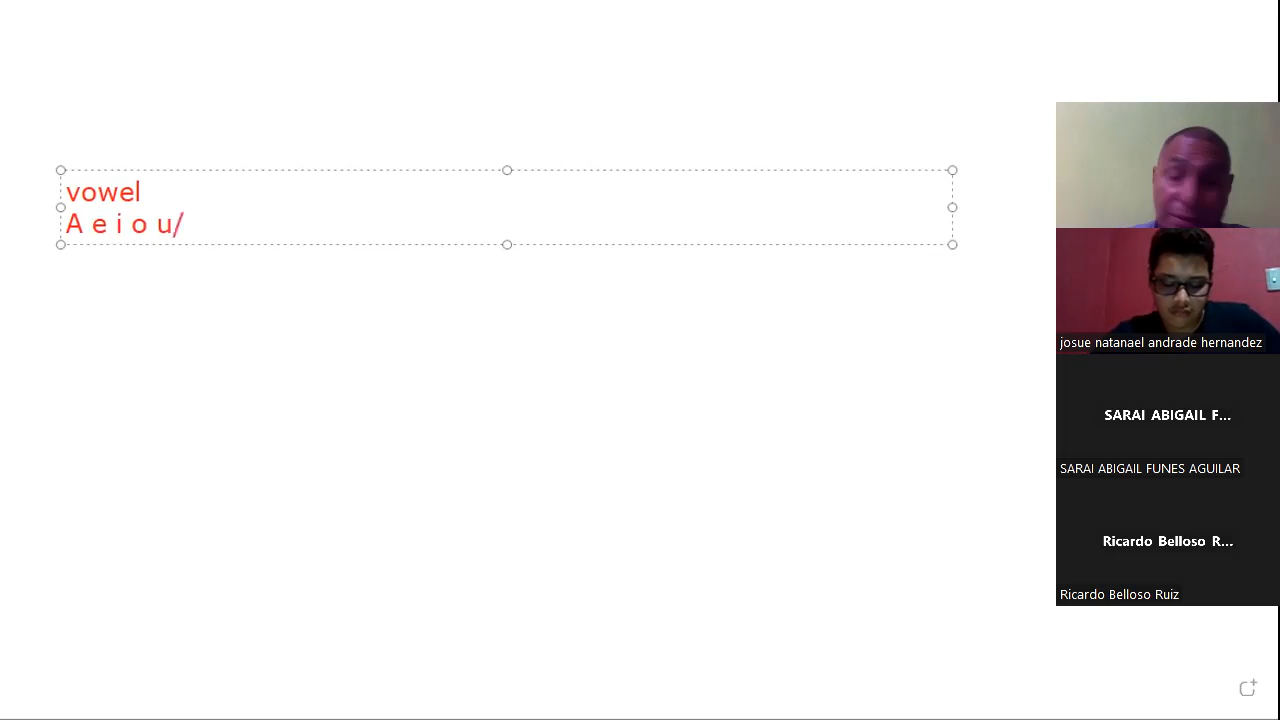 vowel
A e i o u/
josue natanael andrade hernandez
SARAI ABIGAIL F...
SARAI ABIGAIL FUNES AGUILAR
Ricardo Belloso R...
Ricardo Belloso Ruiz